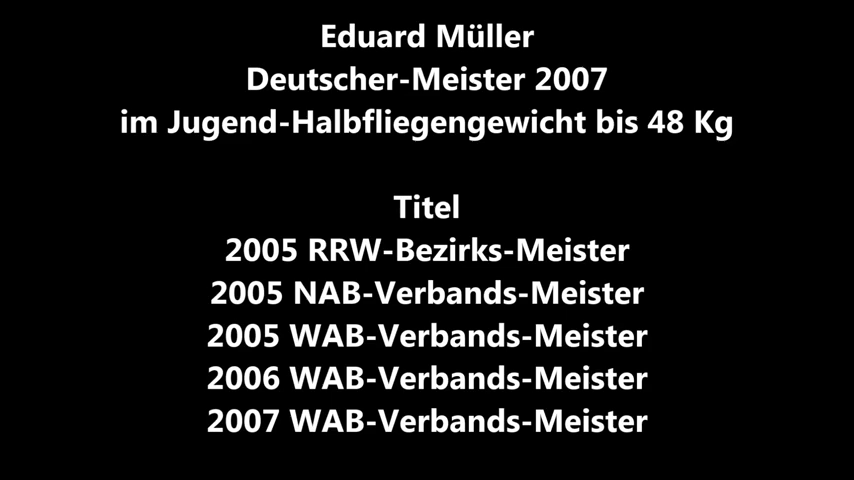 Eduard Müller
Deutscher-Meister 2007
im Jugend-Halbfliegengewicht bis 48 Kg
Titel
2005 RRW-Bezirks-Meister
2005 NAB-Verbands-Meister
2005 WAB-Verbands-Meister
2006 WAB-Verbands-Meister
2007 WAB-Verbands-Meister